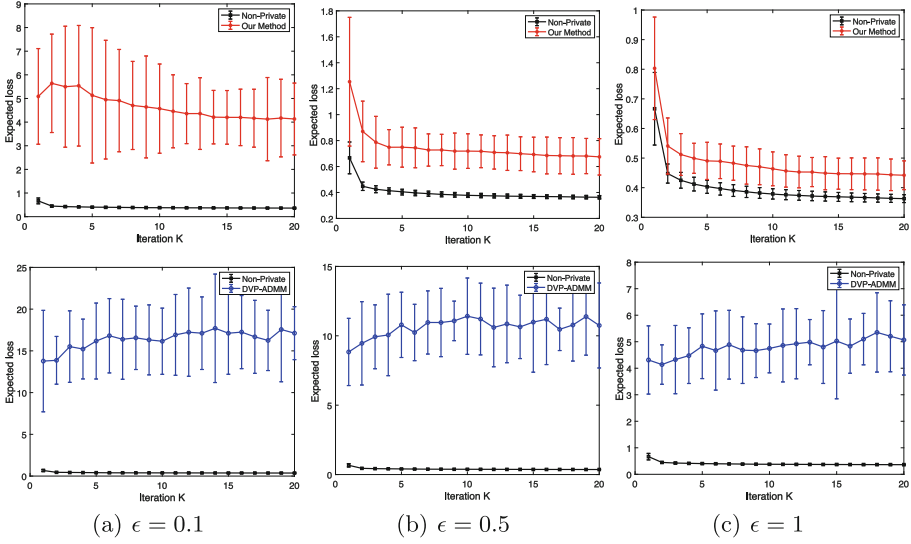 9
8
7
6
5
4
3
2
1
0
0
5
10
15
20
Expected loss
Iteration K
Non-Private
Our Method
1.8
1.6
1.4
1.2
1
0.8
0.6
0.4
0.2
0
5
10
15
20
Expected loss
Iteration K
Non-Private
Our Method
1
0.9
0.8
0.7
0.6
0.5
0.4
0.3
0
5
10
15
20
Expected loss
Iteration K
Non-Private
Our Method
25
20
15
10
5
0
0
5
10
15
20
Expected loss
Iteration K
Non-Private
DVP-ADMM
15
10
5
0
0
5
10
15
20
Expected loss
Iteration K
Non-Private
DVP-ADMM
8
7
6
5
4
3
2
1
0
0
5
10
15
20
Expected loss
Iteration K
Non-Private
DVP-ADMM
(a) ϵ = 0.1
(b) ϵ = 0.5
(c) ϵ = 1